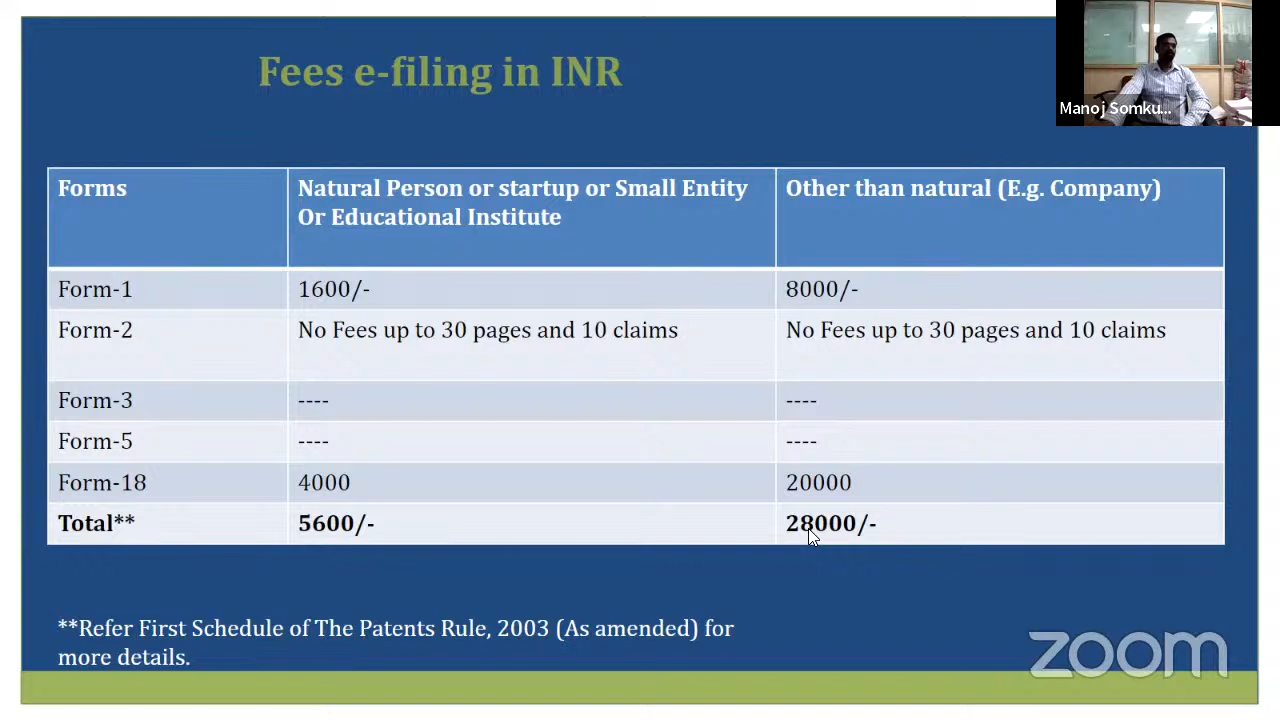 Fees e-filing in INR
Manoj Somku...
Forms
Natural Person or startup or Small Entity
Or Educational Institute
Other than natural (E.g. Company)
Form-1
1600/-
8000/-
Form-2
No Fees up to 30 pages and 10 claims
No Fees up to 30 pages and 10 claims
Form-3
----
----
Form-5
----
----
Form-18
4000
20000
Total**
5600/-
28000/-
**Refer First Schedule of The Patents Rule, 2003 (As amended) for
more details.
zoom